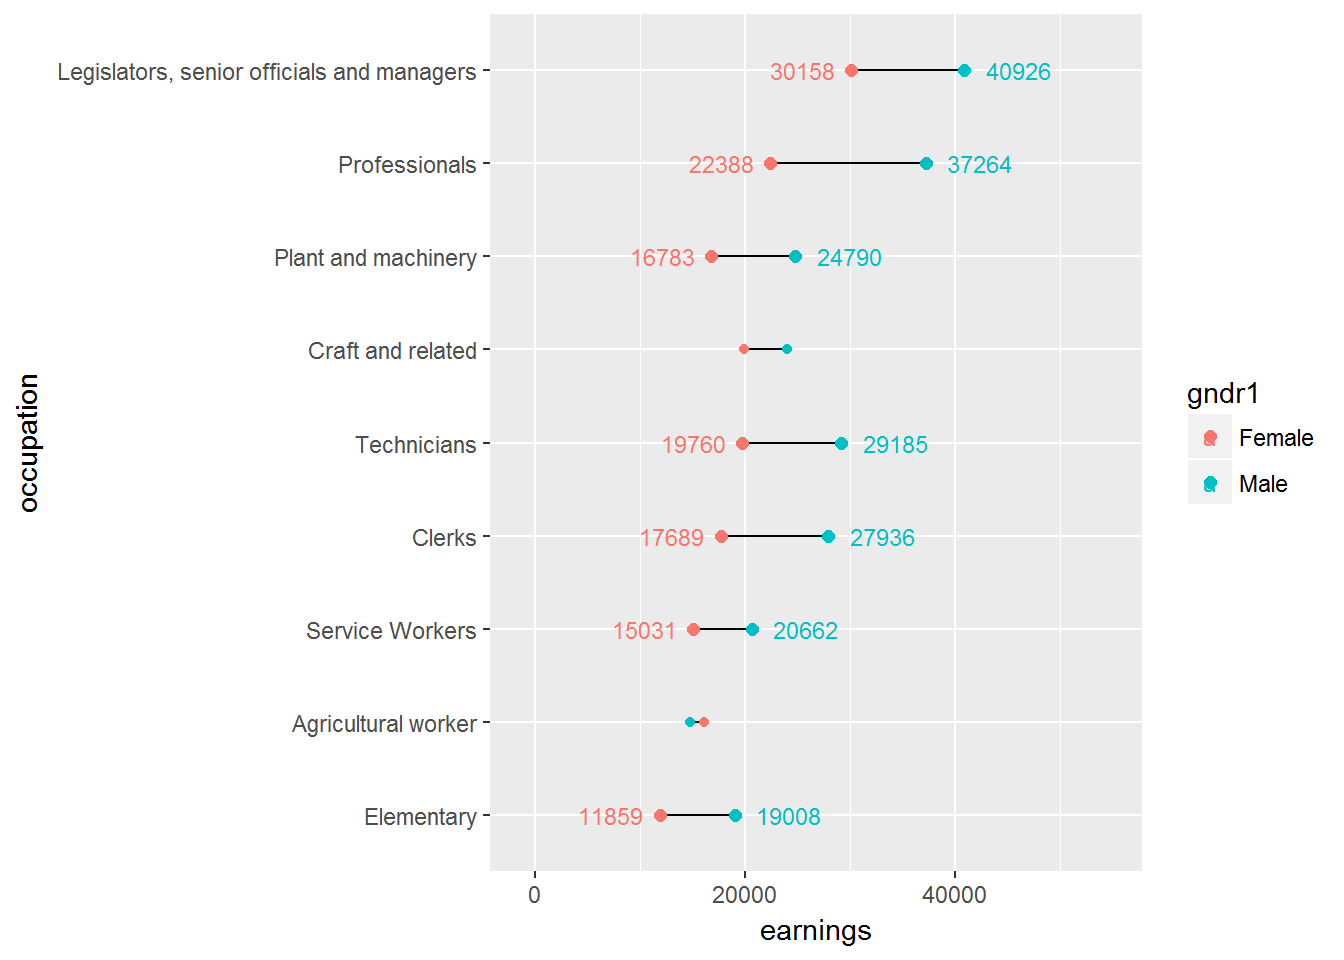 Legislators, senior officials and managers
30158
40926
Professionals
22388
37264
Plant and machinery
16783
24790
Craft and related
Technicians
19760
29185
Clerks
17689
27936
Service Workers
15031
20662
Agricultural worker
Elementary
11859
19008
0
20000
40000
earnings
occupation
gndr1
a Female
a Male